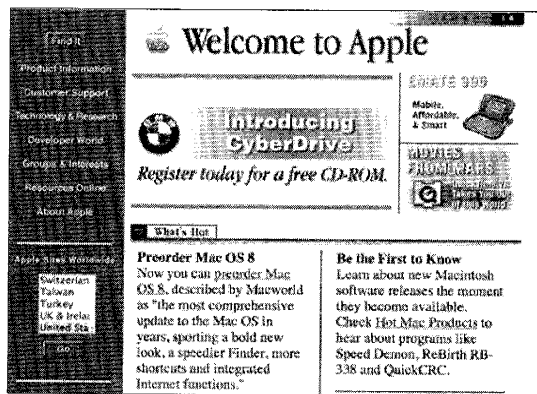 Find It
Product Information
Customer Support
Technology & Research
Developer World
Groups & Interests
Resources Online
About Apple
Apple Sites Worldwide
Switzerlan
Taiwan
Turkey
UK & Irelan
United Sta
Go
Welcome to Apple
Introducing
CyberDrive
Register today for a free CD-ROM.
EMATE 300
Mobile,
Affordable,
& Smart
MOVIES
FROM MARS
What's Hot
Preorder Mac OS 8
Now you can preorder Mac
OS 8, described by Macworld
as "the most comprehensive
update to the Mac OS in
years, sporting a bold new
look, a speedier Finder, more
shortcuts and integrated
Internet functions."
Be the First to Know
Learn about new Macintosh
software releases the moment
they become available.
Check Hot Mac Products to
hear about programs like
Speed Demon, ReBirth RB-
338 and QuickCRC.